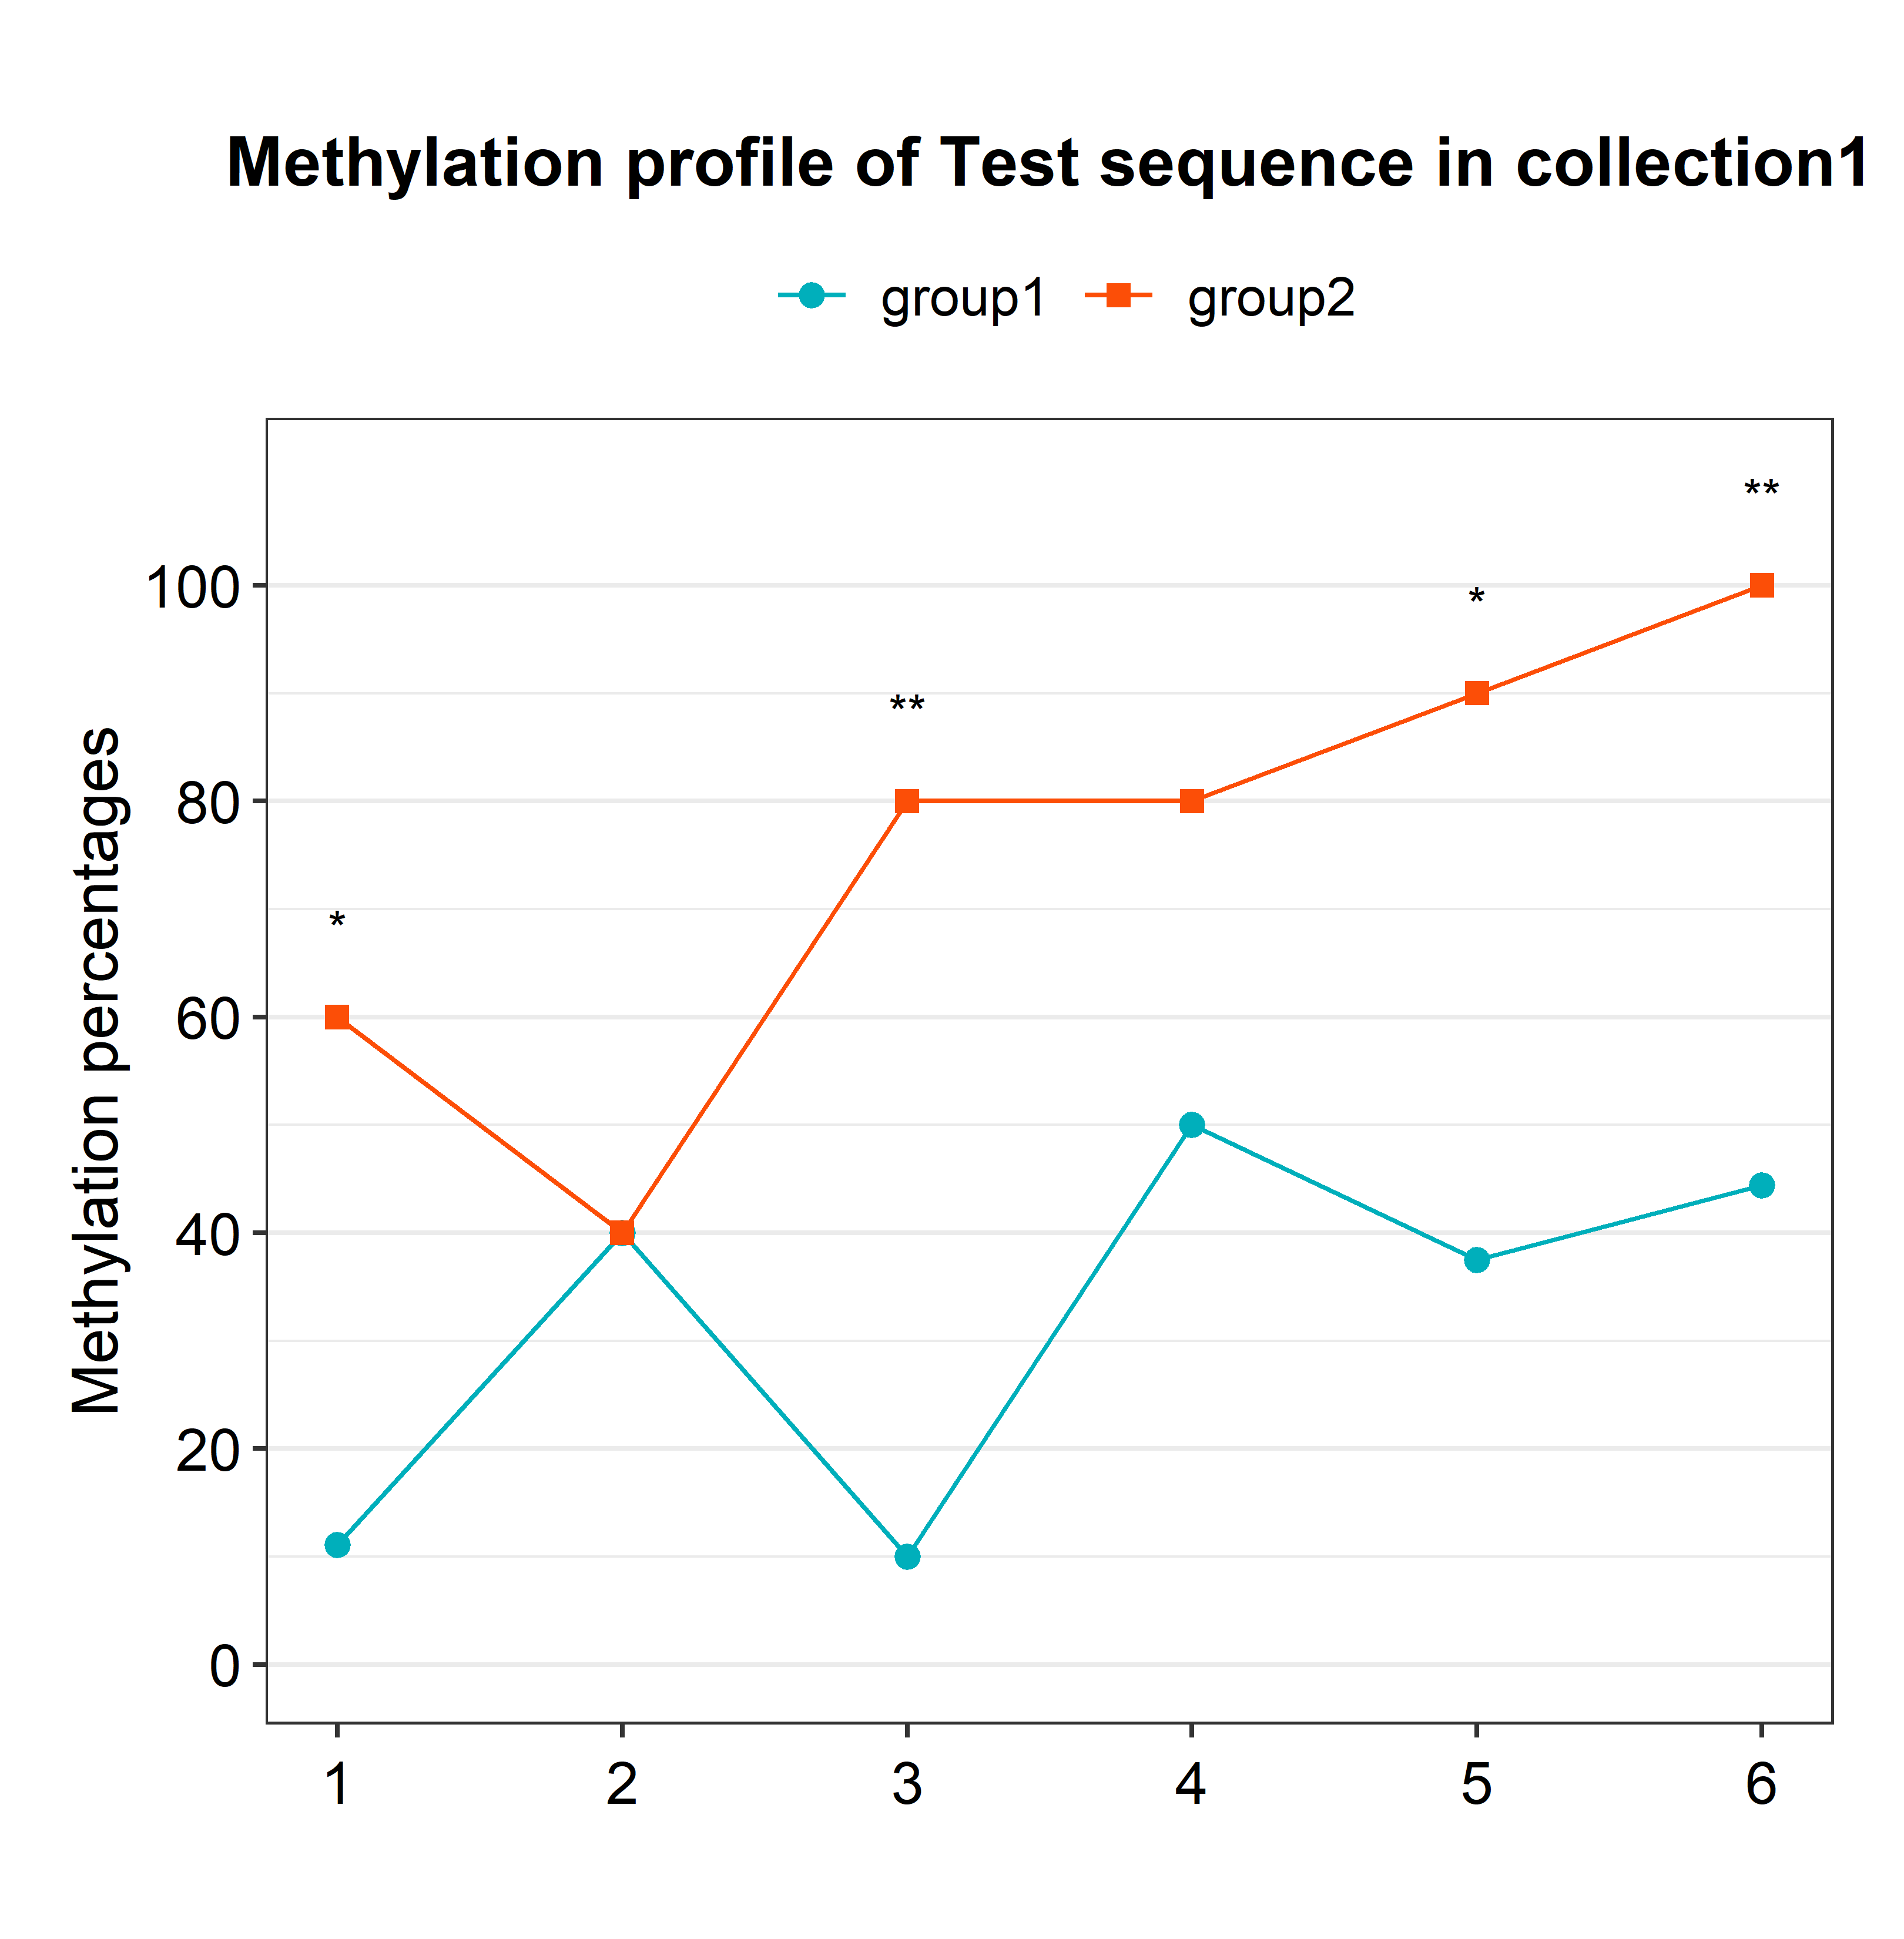 Methylation profile of Test sequence in collection1
group1 group2
**
100
*
**
80
*
60
40
20
0
Methylation percentages
1 2 3 4 5 6